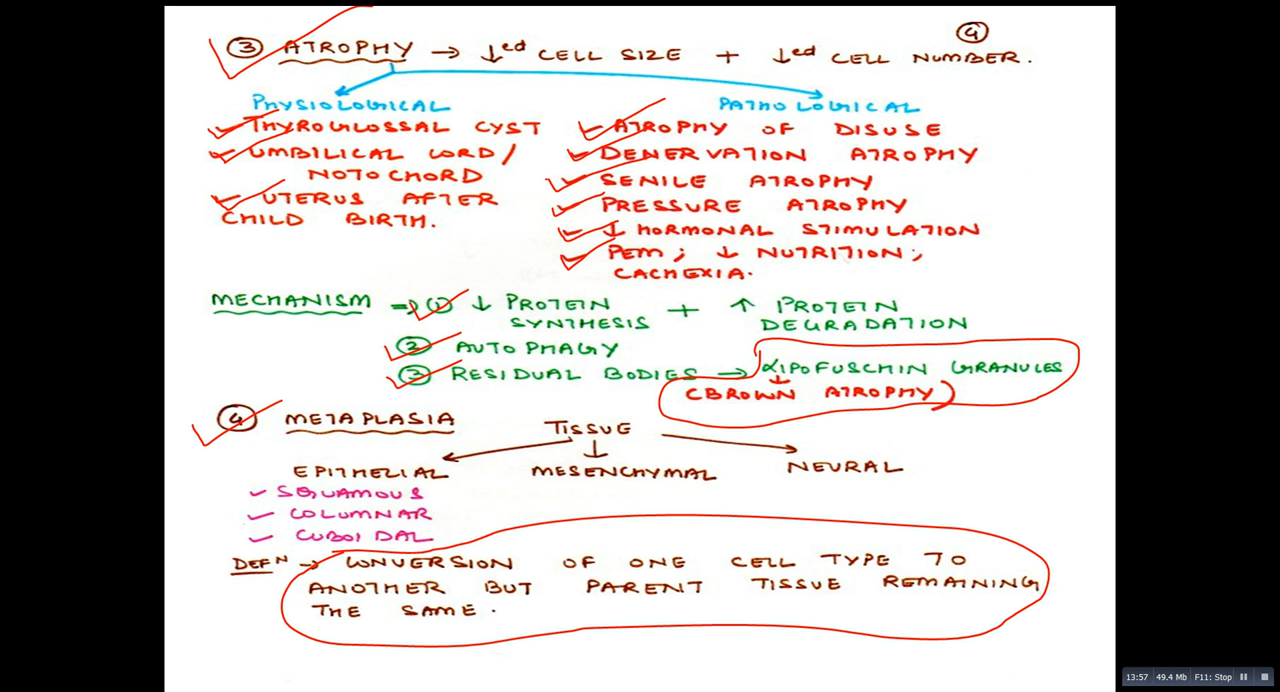 ④
③ ATROPHY → ↓ed CELL SIZE + ↓ed CELL NUMBER.
PHYSIOLOGICAL
PATHOLOGICAL
THYROGLOSSAL CYST
UMBILICAL CORD/
NOTOCHORD
UTERUS AFTER
CHILD BIRTH.
ATROPHY OF DISUSE
DENERVATION ATROPHY
SENILE ATROPHY
PRESSURE ATROPHY
↓ HORMONAL STIMULATION
PEM; ↓ NUTRITION;
CACHEXIA.
MECHANISM ⇒ ① ↓ PROTEIN SYNTHESIS + ↑ PROTEIN DEGRADATION
② AUTOPHAGY
③ RESIDUAL BODIES → LIPOFUSCHIN GRANULES
↓
(BROWN ATROPHY)
④ METAPLASIA
TISSUE
EPITHELIAL MESENCHYMAL NEURAL
✓ SQUAMOUS
✓ COLUMNAR
✓ CUBOIDAL
DEFN → CONVERSION OF ONE CELL TYPE TO
ANOTHER BUT PARENT TISSUE REMAINING
THE SAME.
13:57 49.4 Mb F11: Stop